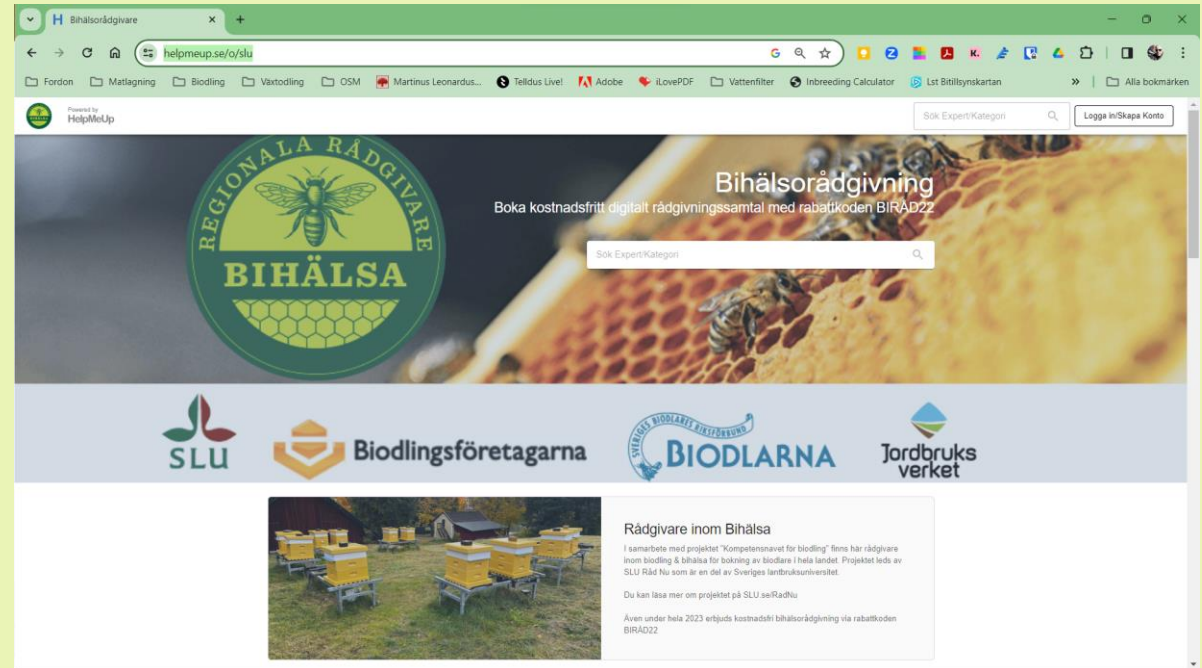 Bihälsorådgivare
helpmeup.se/o/slu
Fordon Matlagning Biodling Växtodling OSM Martinus Leonardus... Telldus Live! Adobe iLovePDF Vattenfilter Inbreeding Calculator Lst Bitillsynskartan » Alla bokmärken
Powered by
HelpMeUp
Sök Expert/Kategori
Logga in/Skapa Konto
REGIONALA RÅDGIVARE
BIHÄLSA
Bihälsorådgivning
Boka kostnadsfritt digitalt rådgivningssamtal med rabattkoden BIRÅD22
Sök Expert/Kategori
SLU
Biodlingsföretagarna
SVERIGES BIODLARES RIKSFÖRBUND
BIODLARNA
Jordbruks
verket
Rådgivare inom Bihälsa
I samarbete med projektet "Kompetensnavet för biodling" finns här rådgivare
inom biodling & bihälsa för bokning av biodlare i hela landet. Projektet leds av
SLU Råd Nu som är en del av Sveriges lantbruksuniversitet.
Du kan läsa mer om projektet på SLU.se/RadNu
Även under hela 2023 erbjuds kostnadsfri bihälsorådgivning via rabattkoden
BIRÅD22